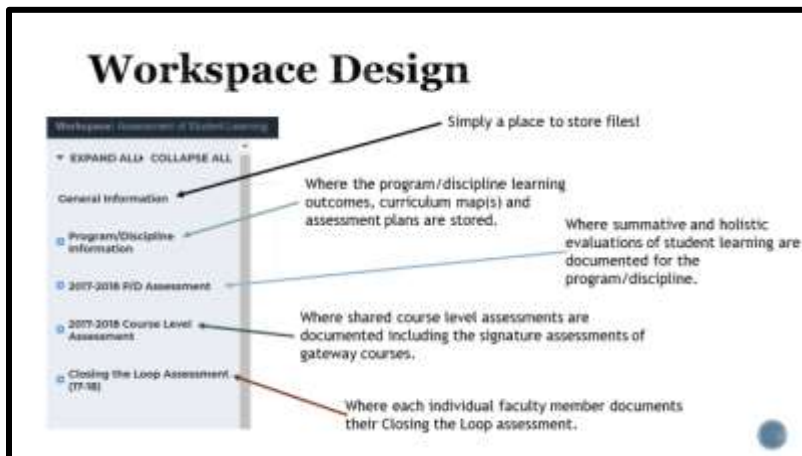 Workspace Design
Workspace: Assessment of Student Learning
EXPAND ALL COLLAPSE ALL
General Information
Program/Discipline
Information
2017-2018 P/D Assessment
2017-2018 Course Level
Assessment
Closing the Loop Assessment
(17-18)
Simply a place to store files!
Where the program/discipline learning
outcomes, curriculum map(s) and
assessment plans are stored.
Where summative and holistic
evaluations of student learning are
documented for the
program/discipline.
Where shared course level assessments are
documented including the signature assessments of
gateway courses.
Where each individual faculty member documents
their Closing the Loop assessment.